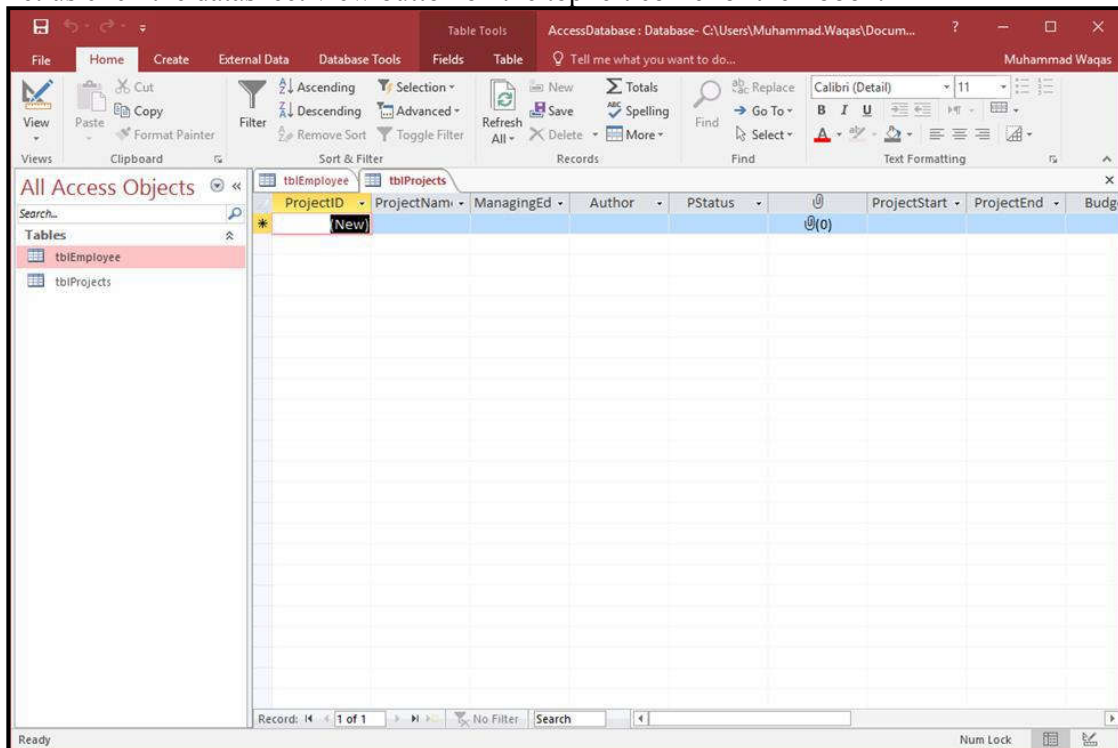 Table Tools AccessDatabase : Database- C:\Users\Muhammad.Waqas\Docum... ?
File Home Create External Data Database Tools Fields Table Tell me what you want to do... Muhammad Waqas
View Paste Cut Copy Format Painter
Views Clipboard
Filter Ascending Descending Remove Sort Selection Advanced Toggle Filter
Sort & Filter
Refresh All New Save Delete Totals Spelling More
Records
Find Replace Go To Select
Find
Calibri (Detail) 11
B I U A
Text Formatting
All Access Objects
Search...
Tables
tblEmployee
tblProjects
tblEmployee tblProjects
ProjectID ProjectNam ManagingEd Author PStatus ProjectStart ProjectEnd Budg
(New) (0)
Record: 1 of 1 No Filter Search
Ready Num Lock